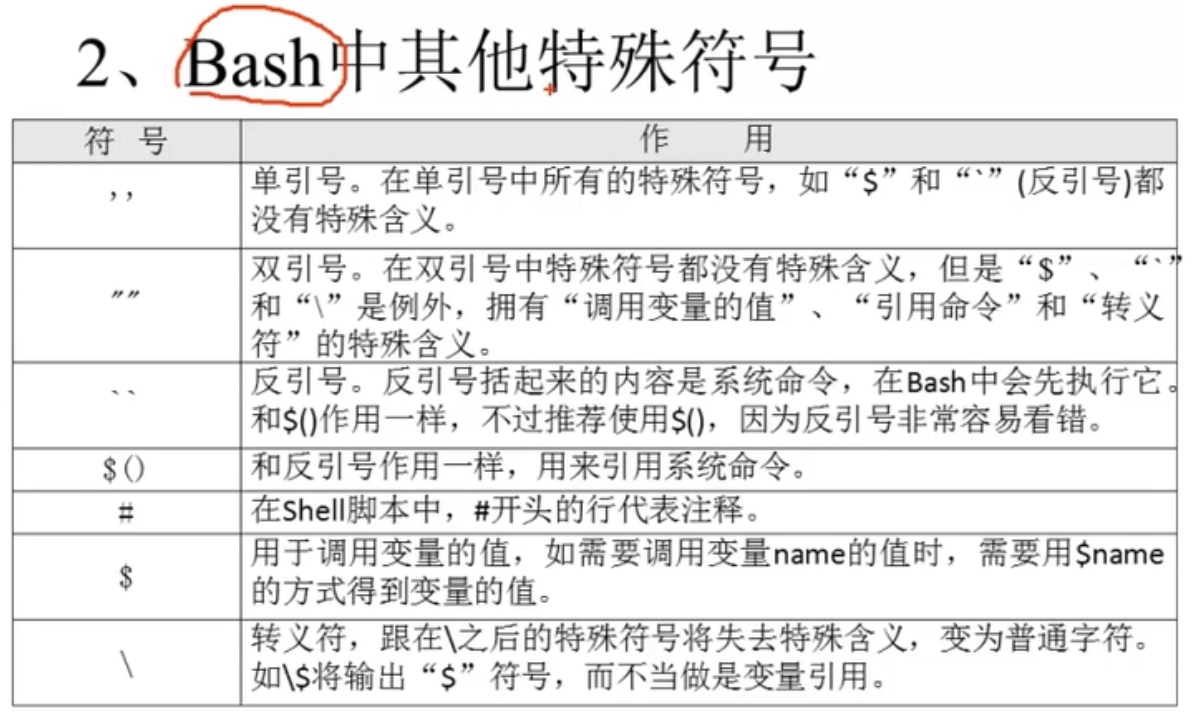 2、Bash中其他特殊符号
符 号
作 用
’’
单引号。在单引号中所有的特殊符号，如“$”和“`”(反引号)都
没有特殊含义。
″″
双引号。在双引号中特殊符号都没有特殊含义，但是“$”、“`”
和“\”是例外，拥有“调用变量的值”、“引用命令”和“转义
符”的特殊含义。
``
反引号。反引号括起来的内容是系统命令，在Bash中会先执行它。
和$()作用一样，不过推荐使用$()，因为反引号非常容易看错。
$()
和反引号作用一样，用来引用系统命令。
#
在Shell脚本中，#开头的行代表注释。
$
用于调用变量的值，如需要调用变量name的值时，需要用$name
的方式得到变量的值。
\
转义符，跟在\之后的特殊符号将失去特殊含义，变为普通字符。
如\$将输出“$”符号，而不当做是变量引用。